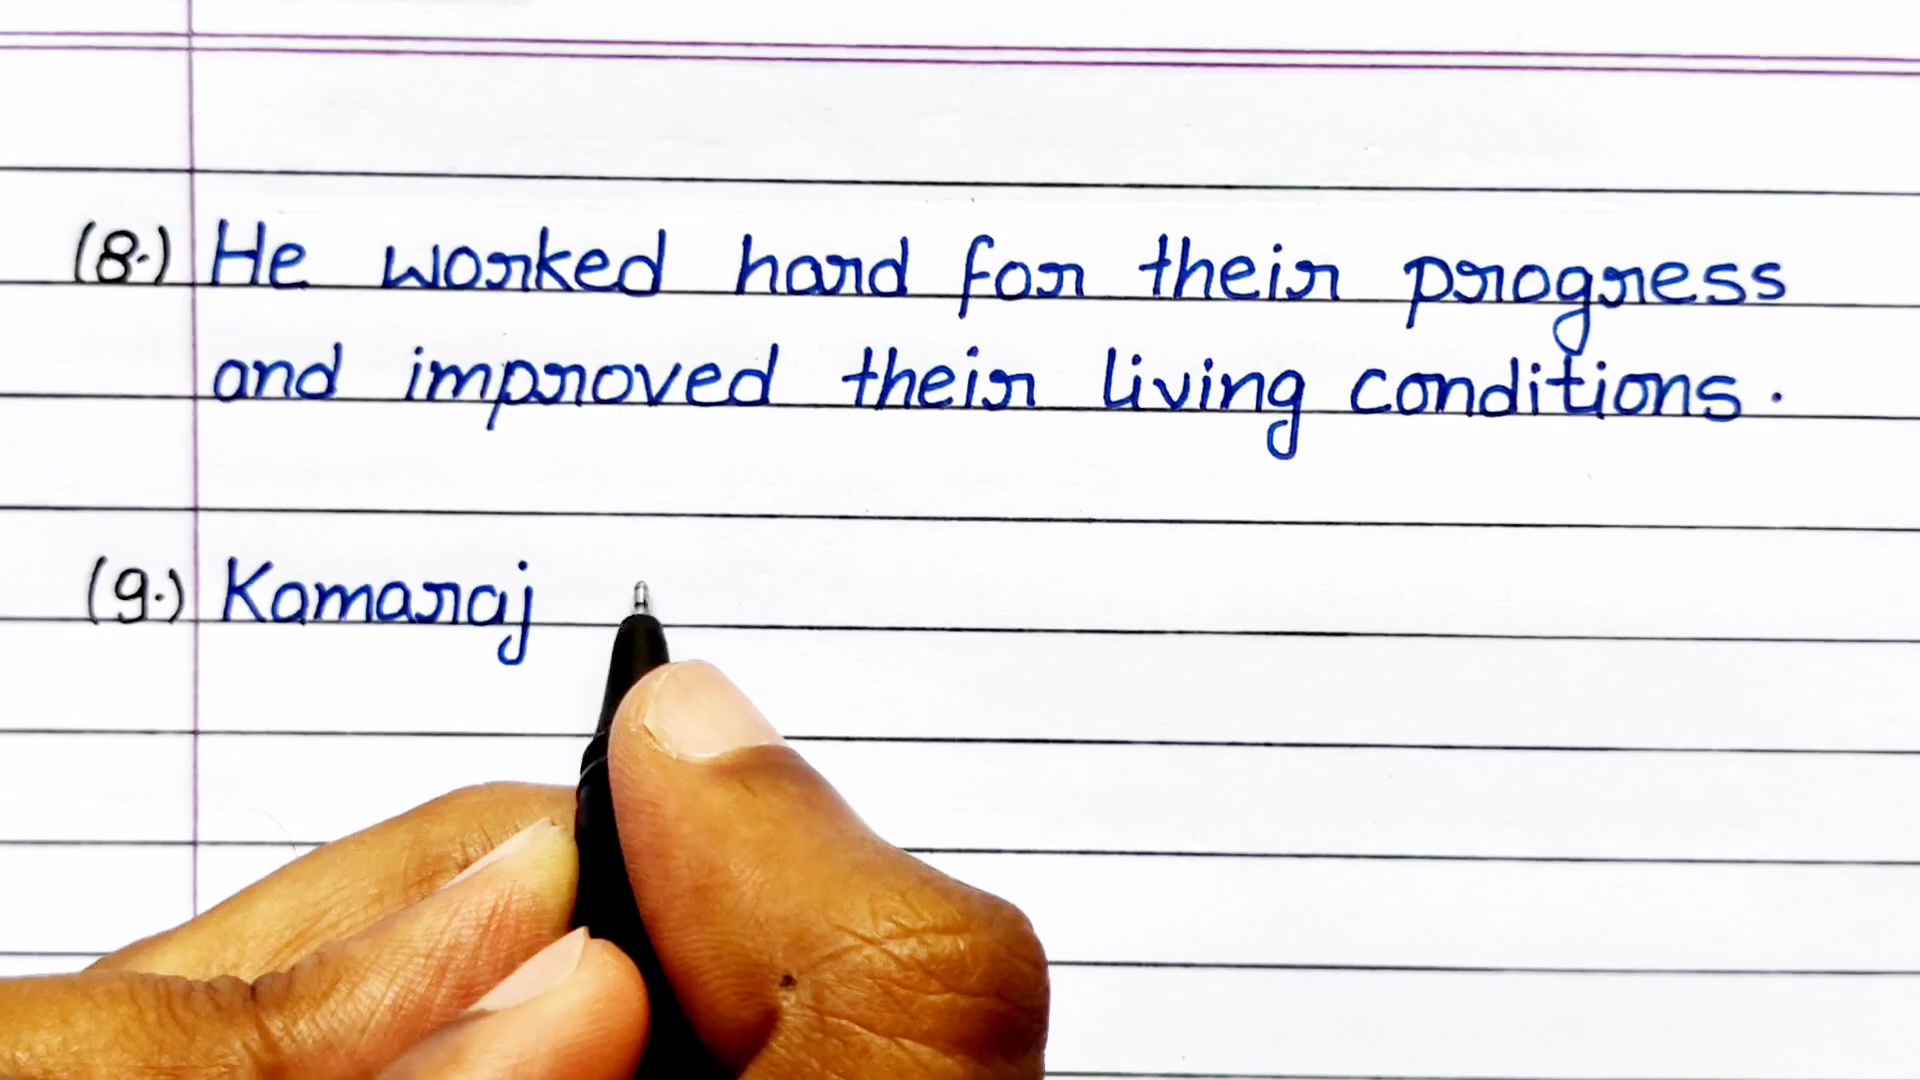 (8.) He worked hard for their progress
and improved their living conditions.
(9.) Kamaraj